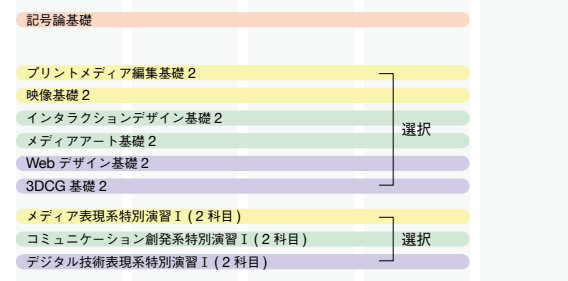 記号論基礎
プリントメディア編集基礎2
映像基礎2
インタラクションデザイン基礎2
メディアアート基礎2
選択
Web デザイン基礎2
3DCG 基礎2
メディア表現系特別演習Ⅰ(2科目)
コミュニケーション創発系特別演習Ⅰ(2科目)
選択
デジタル技術表現系特別演習Ⅰ(2科目)